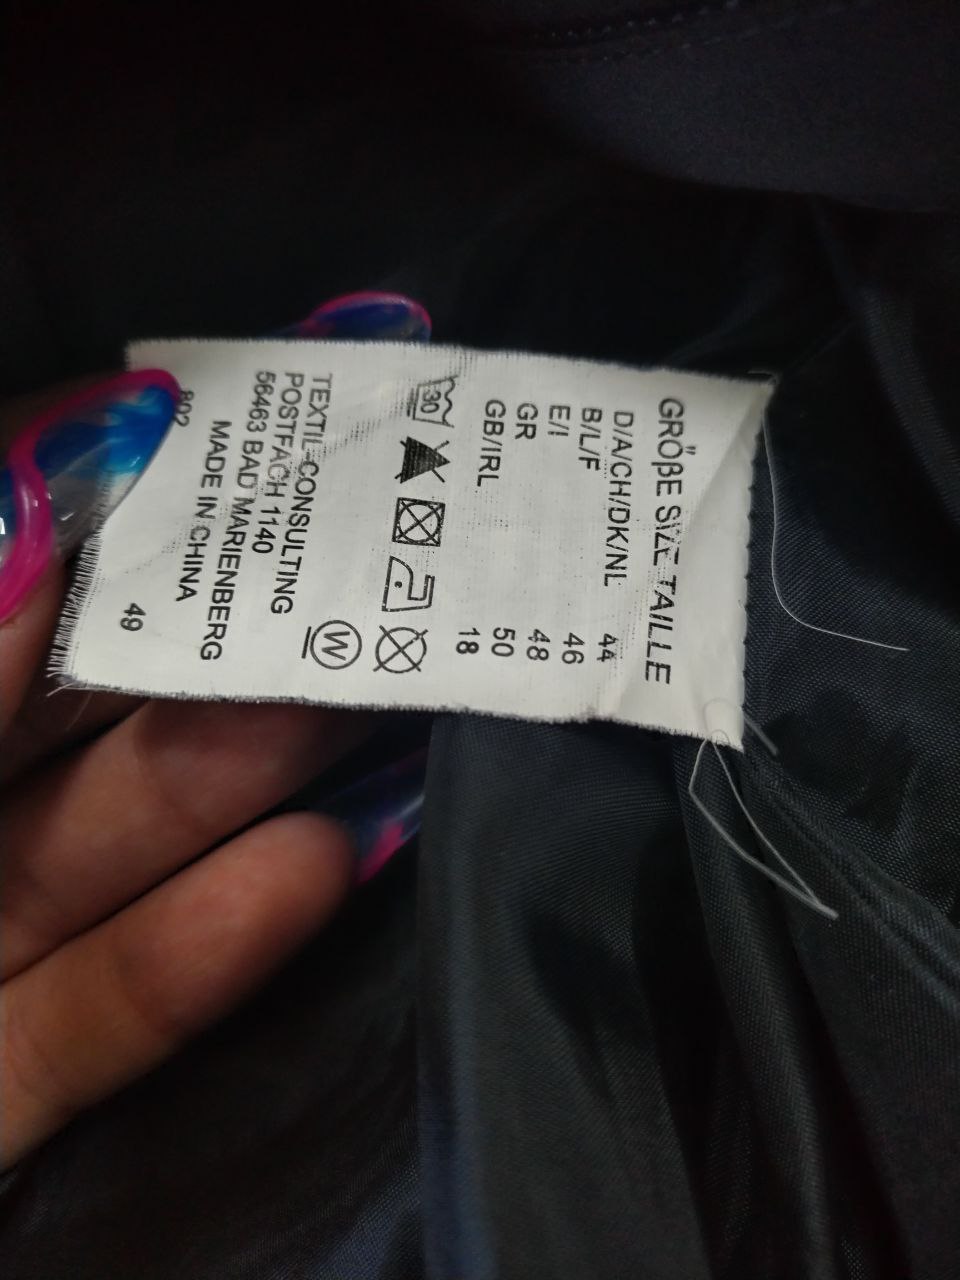 GRÖßE SIZE TAILLE
D/A/CH/DK/NL 44
B/L/F 46
E/I 48
GR 50
GB/IRL 18
30
W
TEXTIL-CONSULTING
POSTFACH 1140
56463 BAD MARIENBERG
MADE IN CHINA
802
49